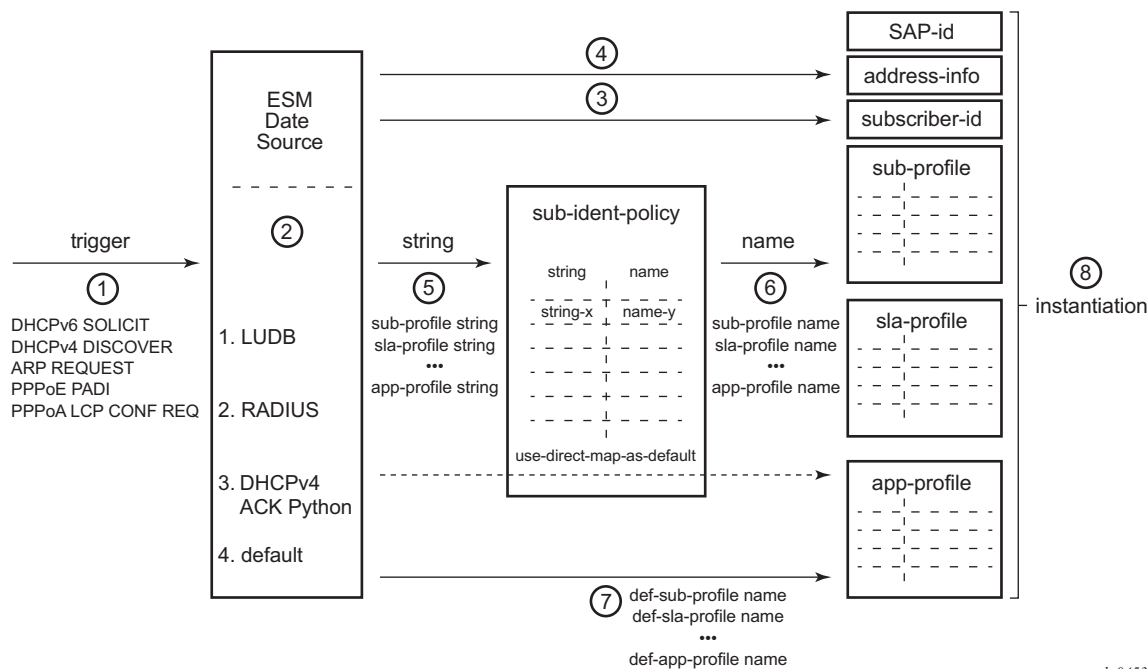 SAP-id
address-info
subscriber-id
4
3
ESM
Date
Source
sub-profile
2
sub-ident-policy
trigger
string
name
1
5
6
8
instantiation
string name
string-x name-y
DHCPv6 SOLICIT
DHCPv4 DISCOVER
ARP REQUEST
PPPoE PADI
PPPoA LCP CONF REQ
1. LUDB
2. RADIUS
3. DHCPv4
ACK Python
4. default
sub-profile string
sla-profile string
•••
app-profile string
sub-profile name
sla-profile name
•••
app-profile name
sla-profile
use-direct-map-as-default
app-profile
7
def-sub-profile name
def-sla-profile name
•••
def-app-profile name